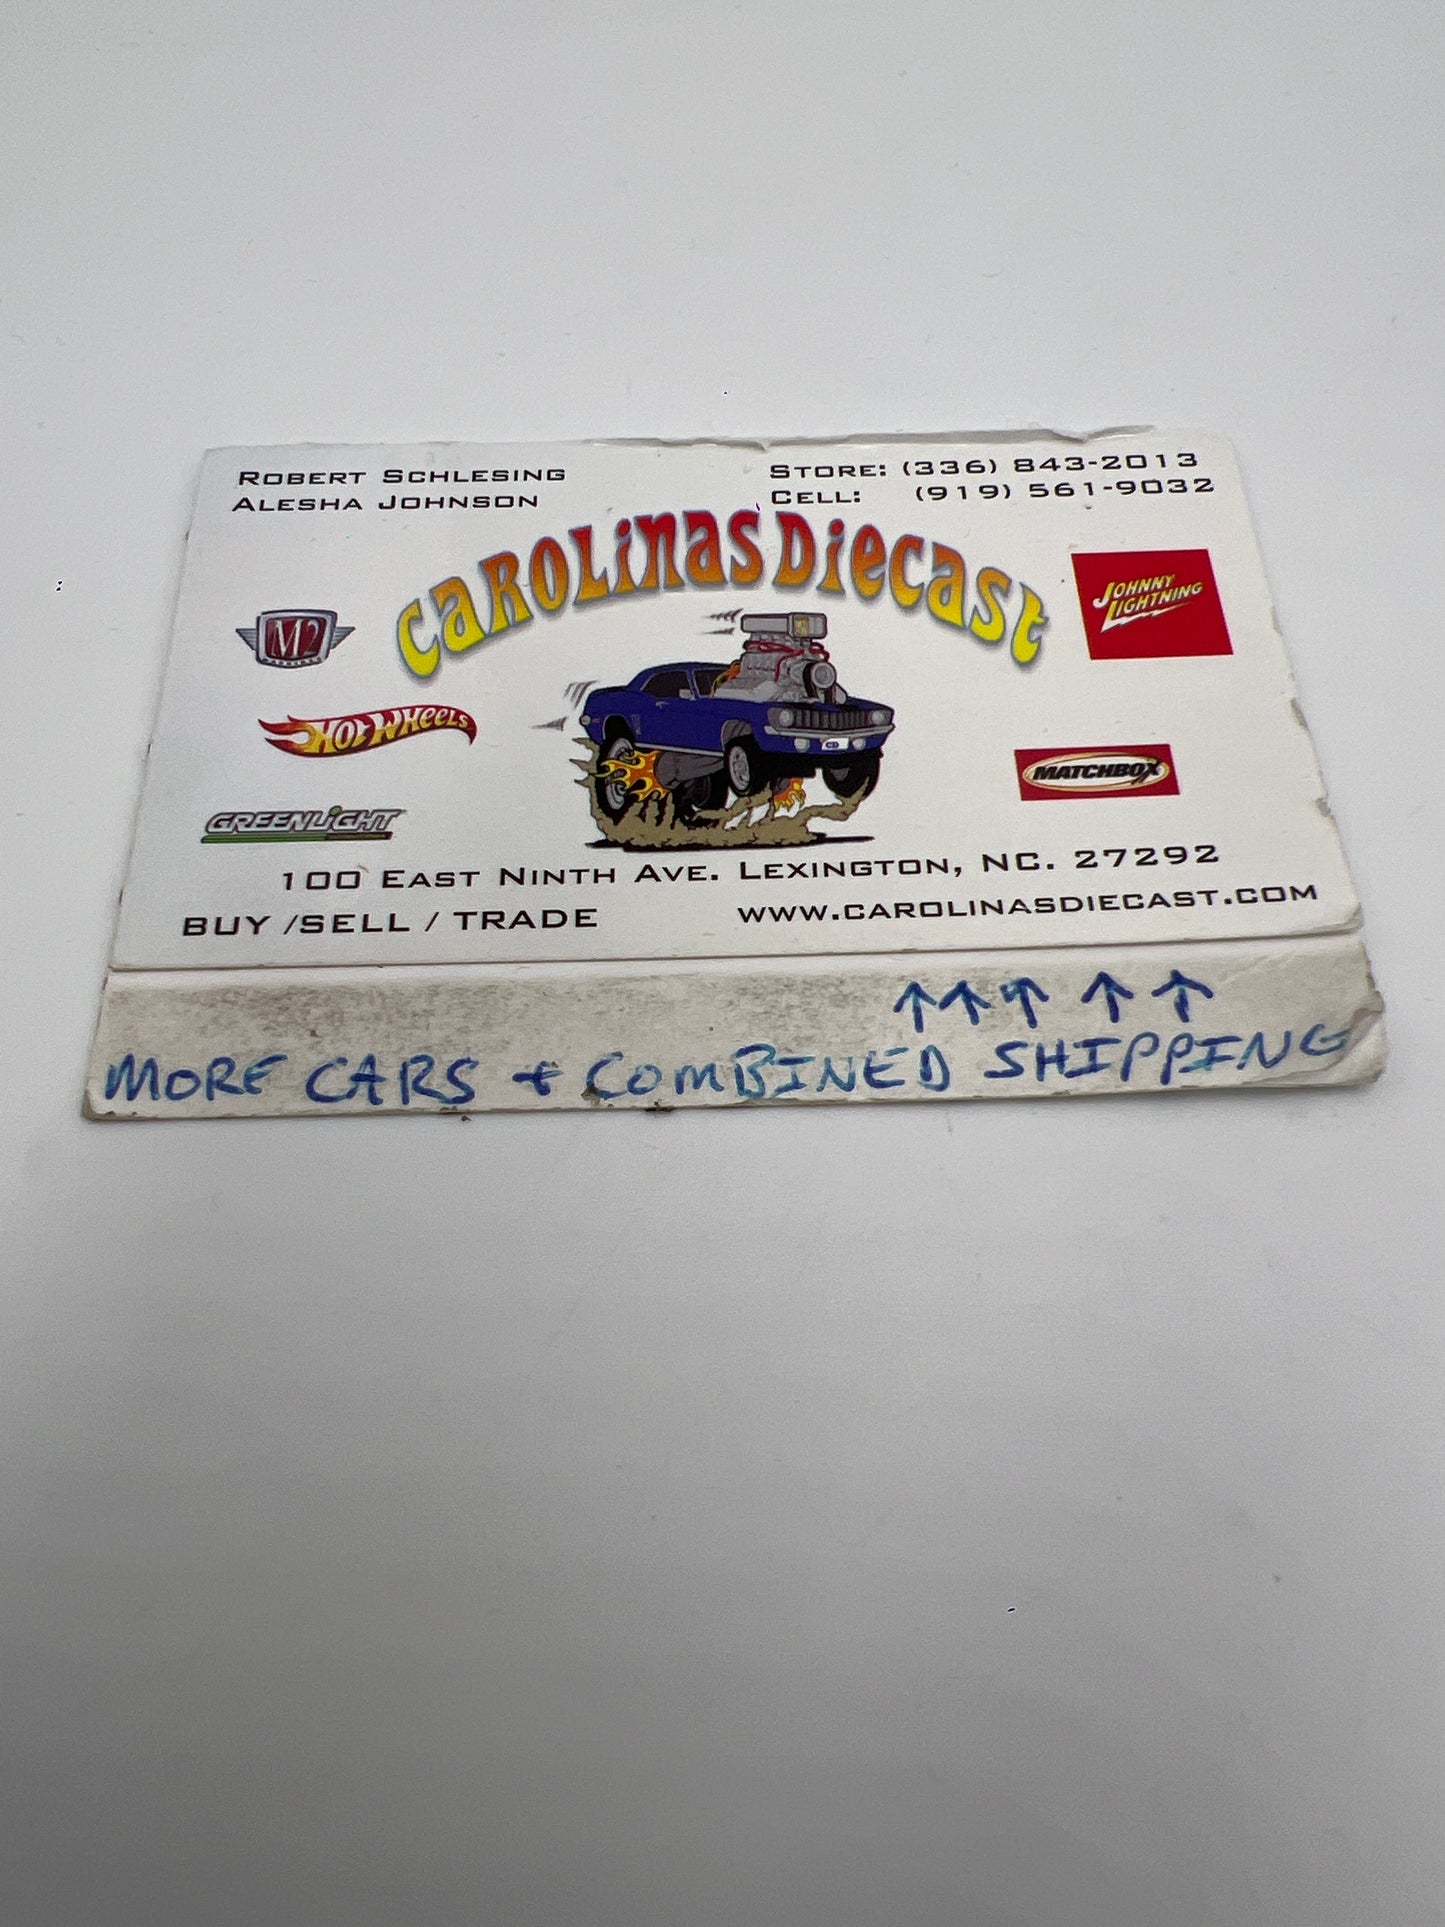 ROBERT SCHLESING
ALESHA JOHNSON
STORE: (336) 843-2013
CELL: (919) 561-9032
CAROLINAS DIECAST
M2
JOHNNY LIGHTNING
HOT WHEELS
MATCHBOX
GREENLIGHT
100 EAST NINTH AVE. LEXINGTON, NC. 27292
BUY /SELL / TRADE
WWW.CAROLINASDIECAST.COM
↑↑↑↑↑
MORE CARS + COMBINED SHIPPING